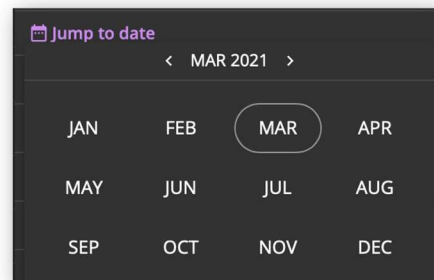 Jump to date
MAR 2021
JAN FEB MAR APR
MAY JUN JUL AUG
SEP OCT NOV DEC